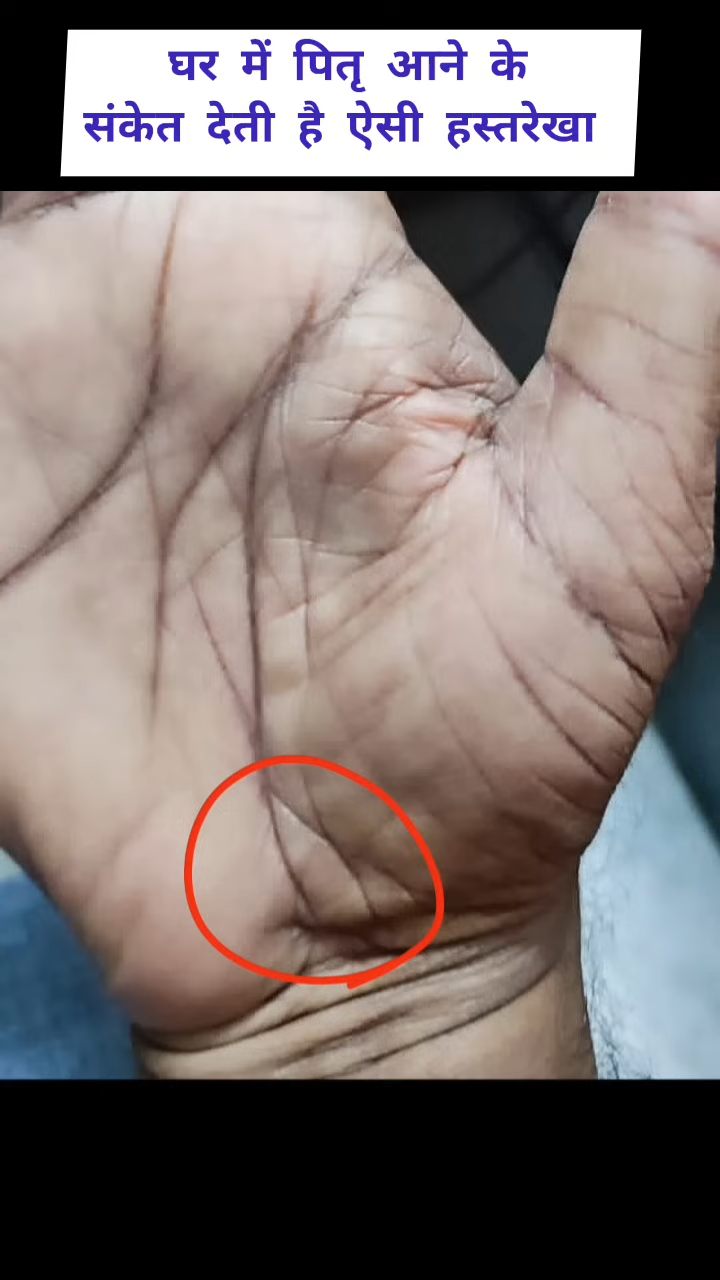 घर में पितृ आने के
संकेत देती है ऐसी हस्तरेखा